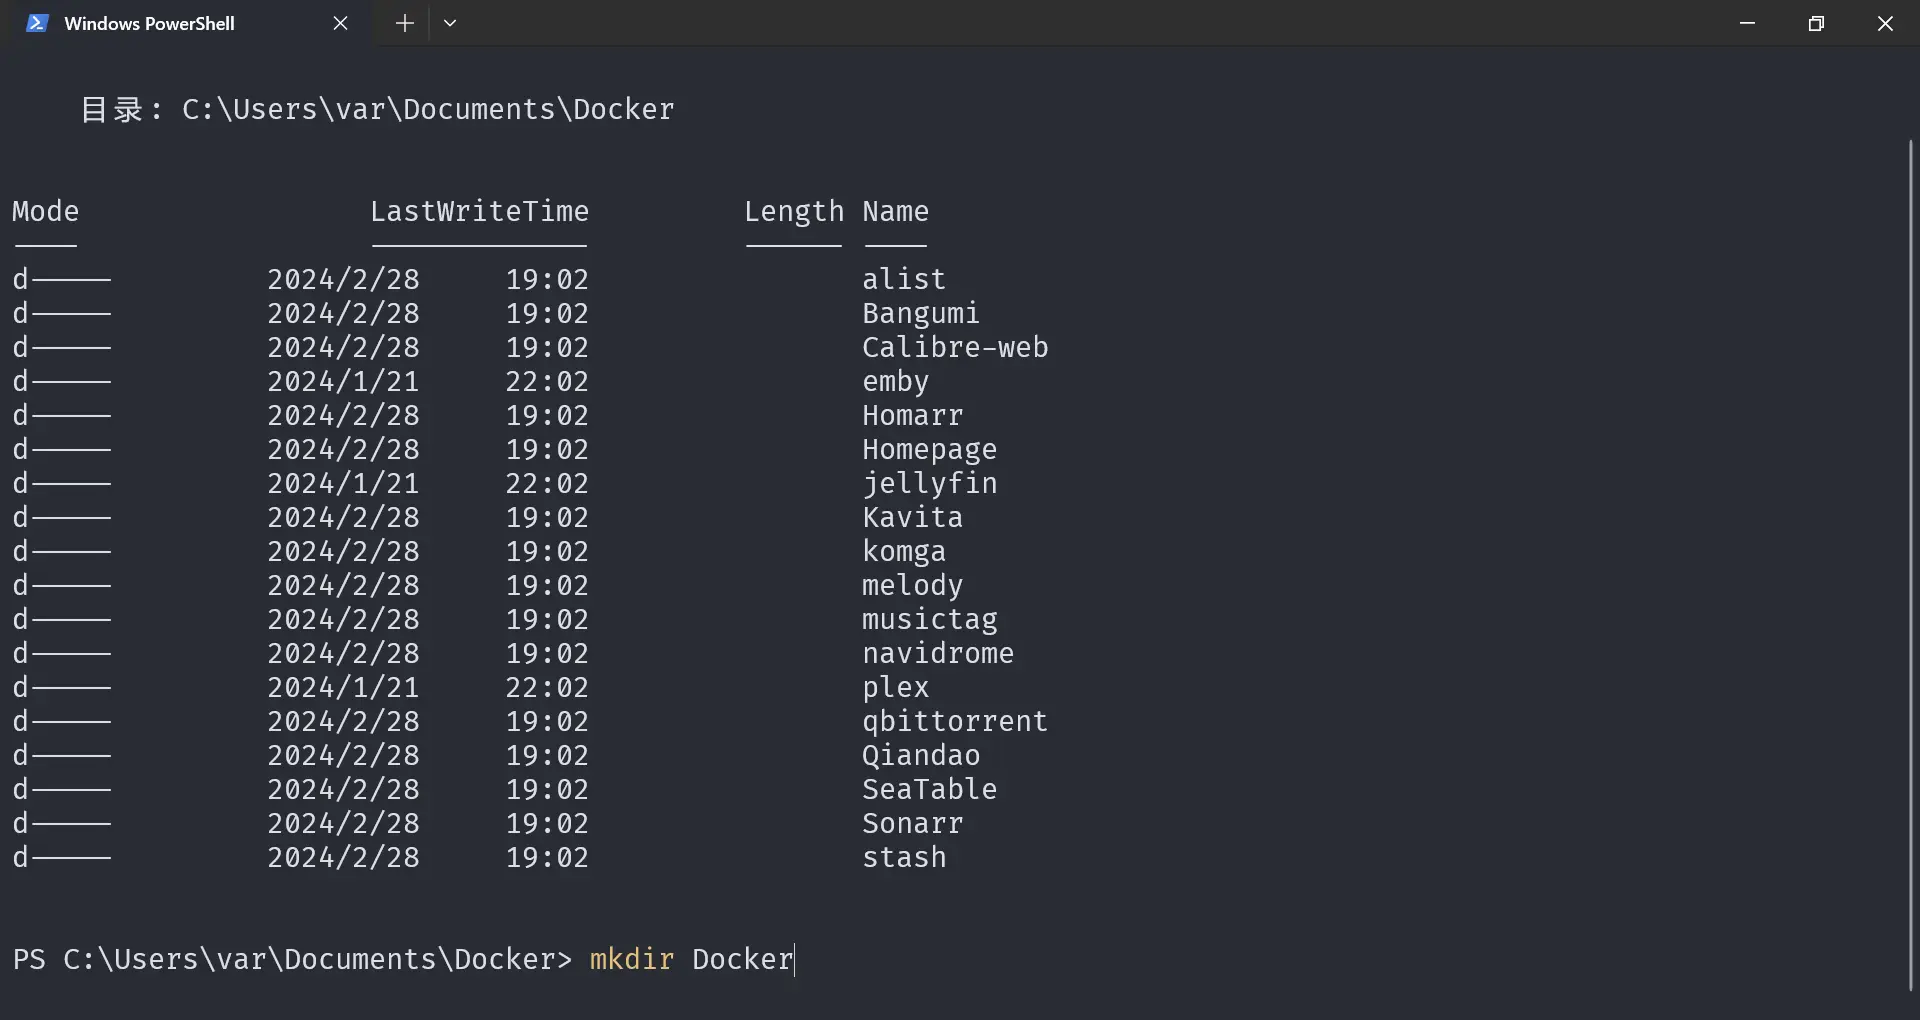 Windows PowerShell
目录: C:\Users\var\Documents\Docker
Mode LastWriteTime Length Name
---- ------------- ------ ----
d----- 2024/2/28 19:02 alist
d----- 2024/2/28 19:02 Bangumi
d----- 2024/2/28 19:02 Calibre-web
d----- 2024/1/21 22:02 emby
d----- 2024/2/28 19:02 Homarr
d----- 2024/2/28 19:02 Homepage
d----- 2024/1/21 22:02 jellyfin
d----- 2024/2/28 19:02 Kavita
d----- 2024/2/28 19:02 komga
d----- 2024/2/28 19:02 melody
d----- 2024/2/28 19:02 musictag
d----- 2024/2/28 19:02 navidrome
d----- 2024/1/21 22:02 plex
d----- 2024/2/28 19:02 qbittorrent
d----- 2024/2/28 19:02 Qiandao
d----- 2024/2/28 19:02 SeaTable
d----- 2024/2/28 19:02 Sonarr
d----- 2024/2/28 19:02 stash
PS C:\Users\var\Documents\Docker> mkdir Docker